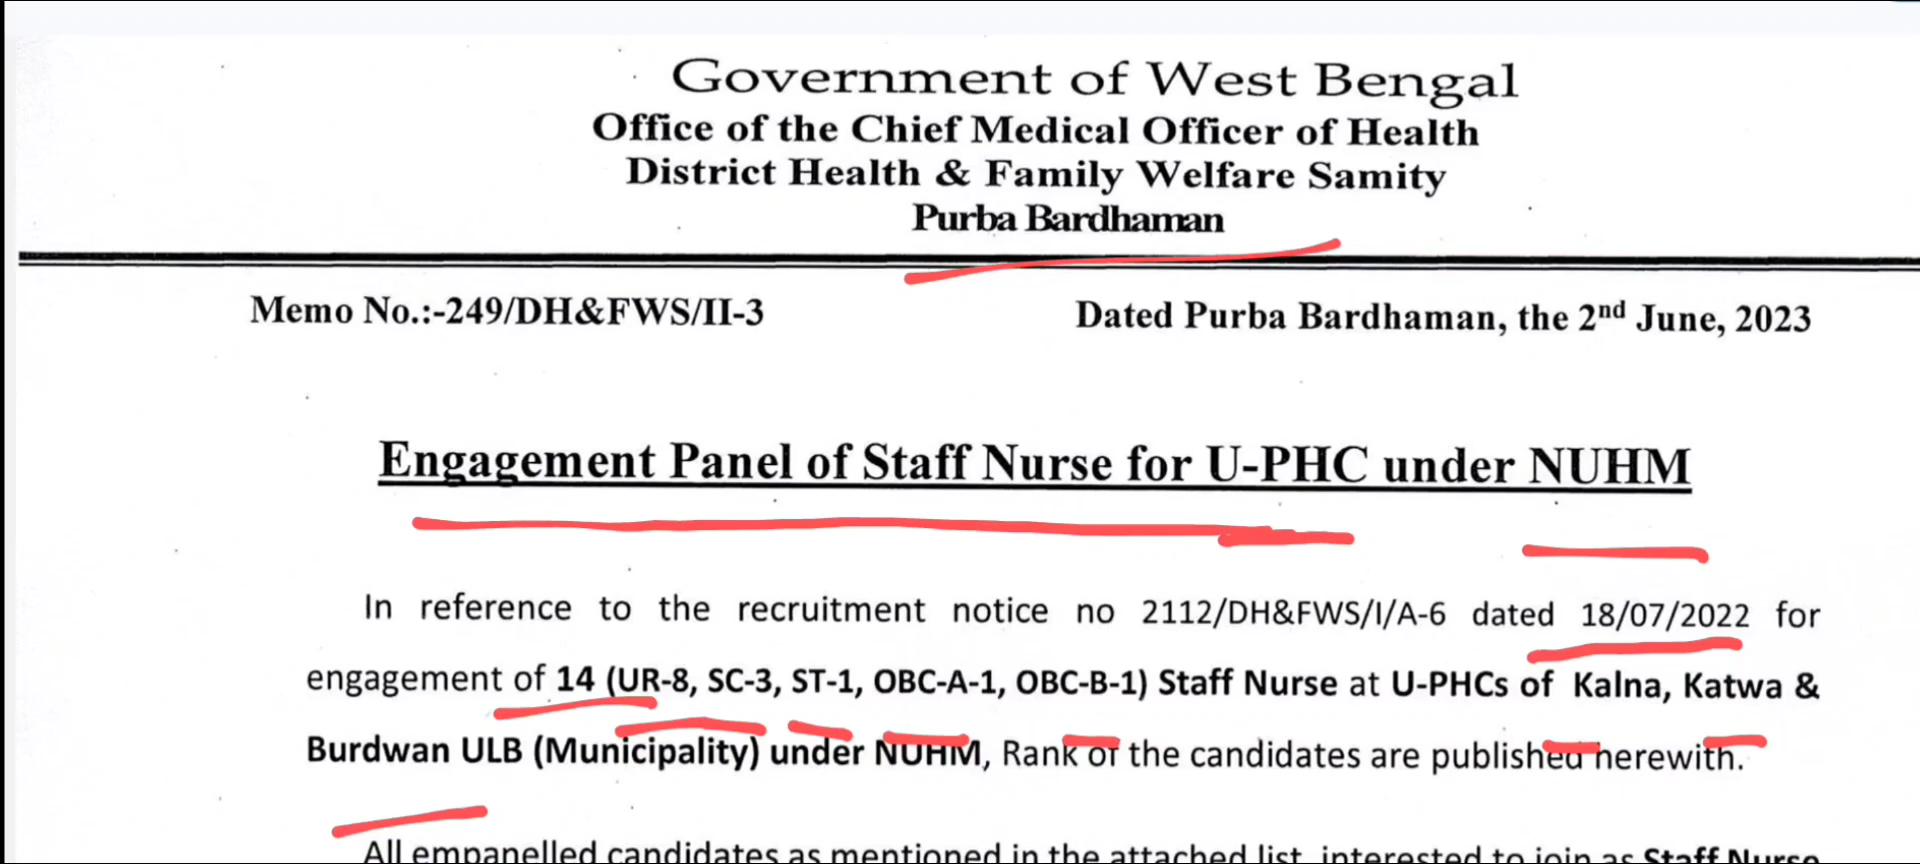 Government of West Bengal
Office of the Chief Medical Officer of Health
District Health & Family Welfare Samity
Purba Bardhaman
Memo No.:-249/DH&FWS/II-3 Dated Purba Bardhaman, the 2nd June, 2023
Engagement Panel of Staff Nurse for U-PHC under NUHM
In reference to the recruitment notice no 2112/DH&FWS/I/A-6 dated 18/07/2022 for
engagement of 14 (UR-8, SC-3, ST-1, OBC-A-1, OBC-B-1) Staff Nurse at U-PHCs of Kalna, Katwa &
Burdwan ULB (Municipality) under NUHM, Rank of the candidates are published herewith.
All empanelled candidates as mentioned in the attached list, interested to join as Staff Nurse